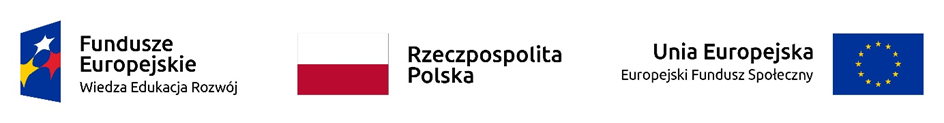 Fundusze
Europejskie
Wiedza Edukacja Rozwój
Rzeczpospolita
Polska
Unia Europejska
Europejski Fundusz Społeczny